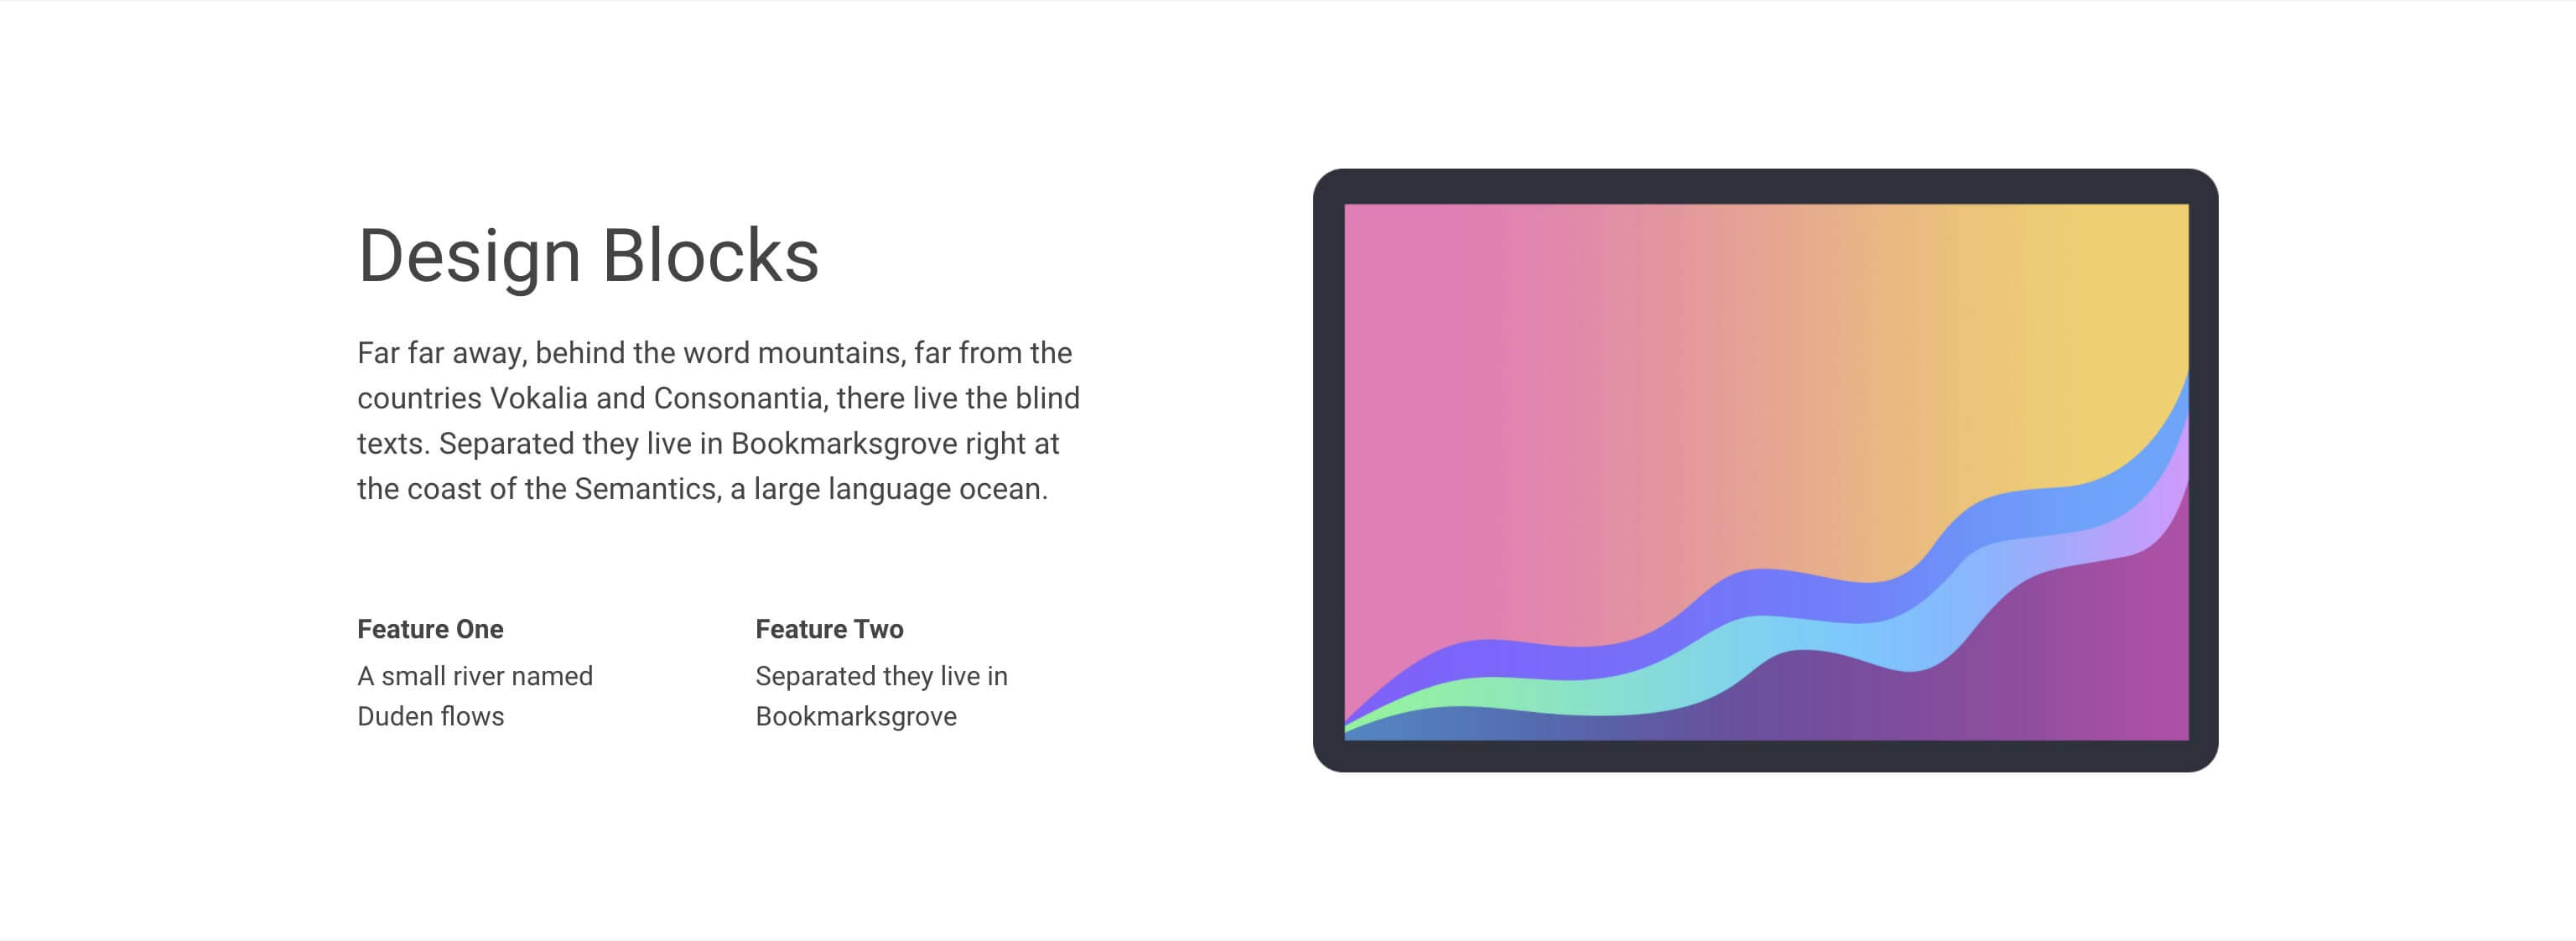 Design Blocks
Far far away, behind the word mountains, far from the
countries Vokalia and Consonantia, there live the blind
texts. Separated they live in Bookmarksgrove right at
the coast of the Semantics, a large language ocean.
Feature One
A small river named
Duden flows
Feature Two
Separated they live in
Bookmarksgrove